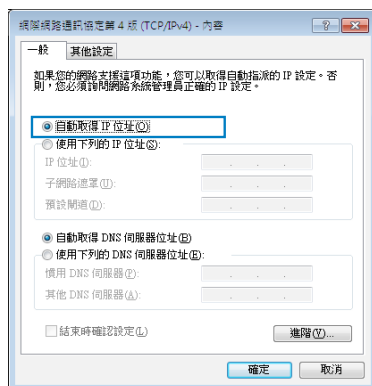 網際網路通訊協定第 4 版 (TCP/IPv4) - 內容
一般 其他設定
如果您的網路支援這項功能，您可以取得自動指派的 IP 設定。否
則，您必須詢問網路系統管理員正確的 IP 設定。
自動取得 IP 位址(O)
使用下列的 IP 位址(S):
IP 位址(I):
子網路遮罩(U):
預設閘道(D):
自動取得 DNS 伺服器位址(B)
使用下列的 DNS 伺服器位址(E):
慣用 DNS 伺服器(P):
其他 DNS 伺服器(A):
結束時確認設定(L)
進階(V)...
確定 取消